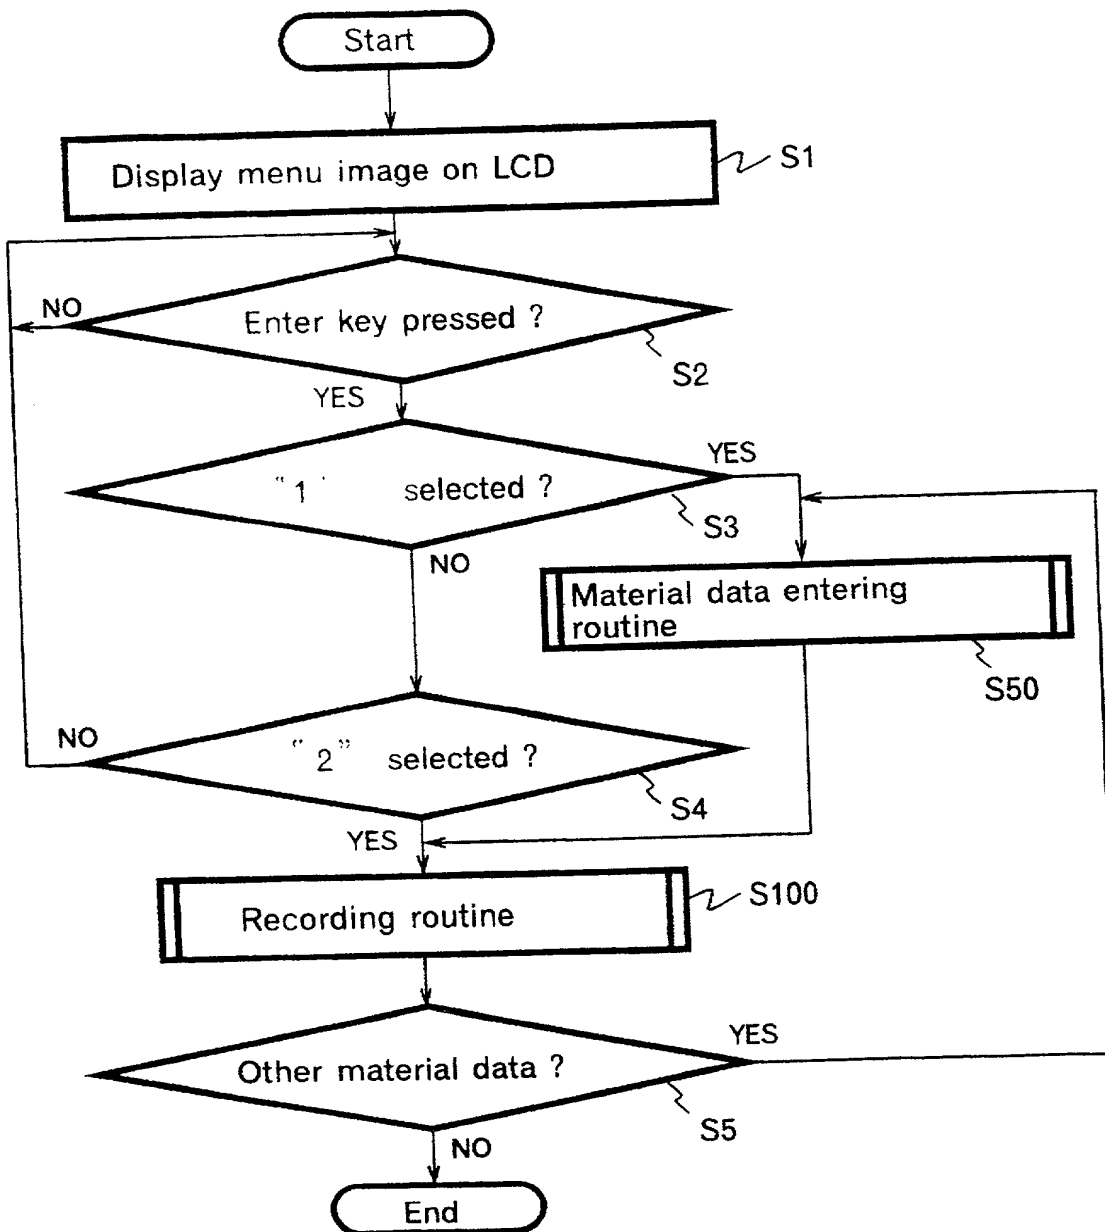 Start
Display menu image on LCD
S1
NO
Enter key pressed ?
S2
YES
YES
"1' selected ?
S3
NO
Material data entering
routine
S50
NO
"2" selected ?
S4
YES
Recording routine
S100
YES
Other material data ?
S5
NO
End